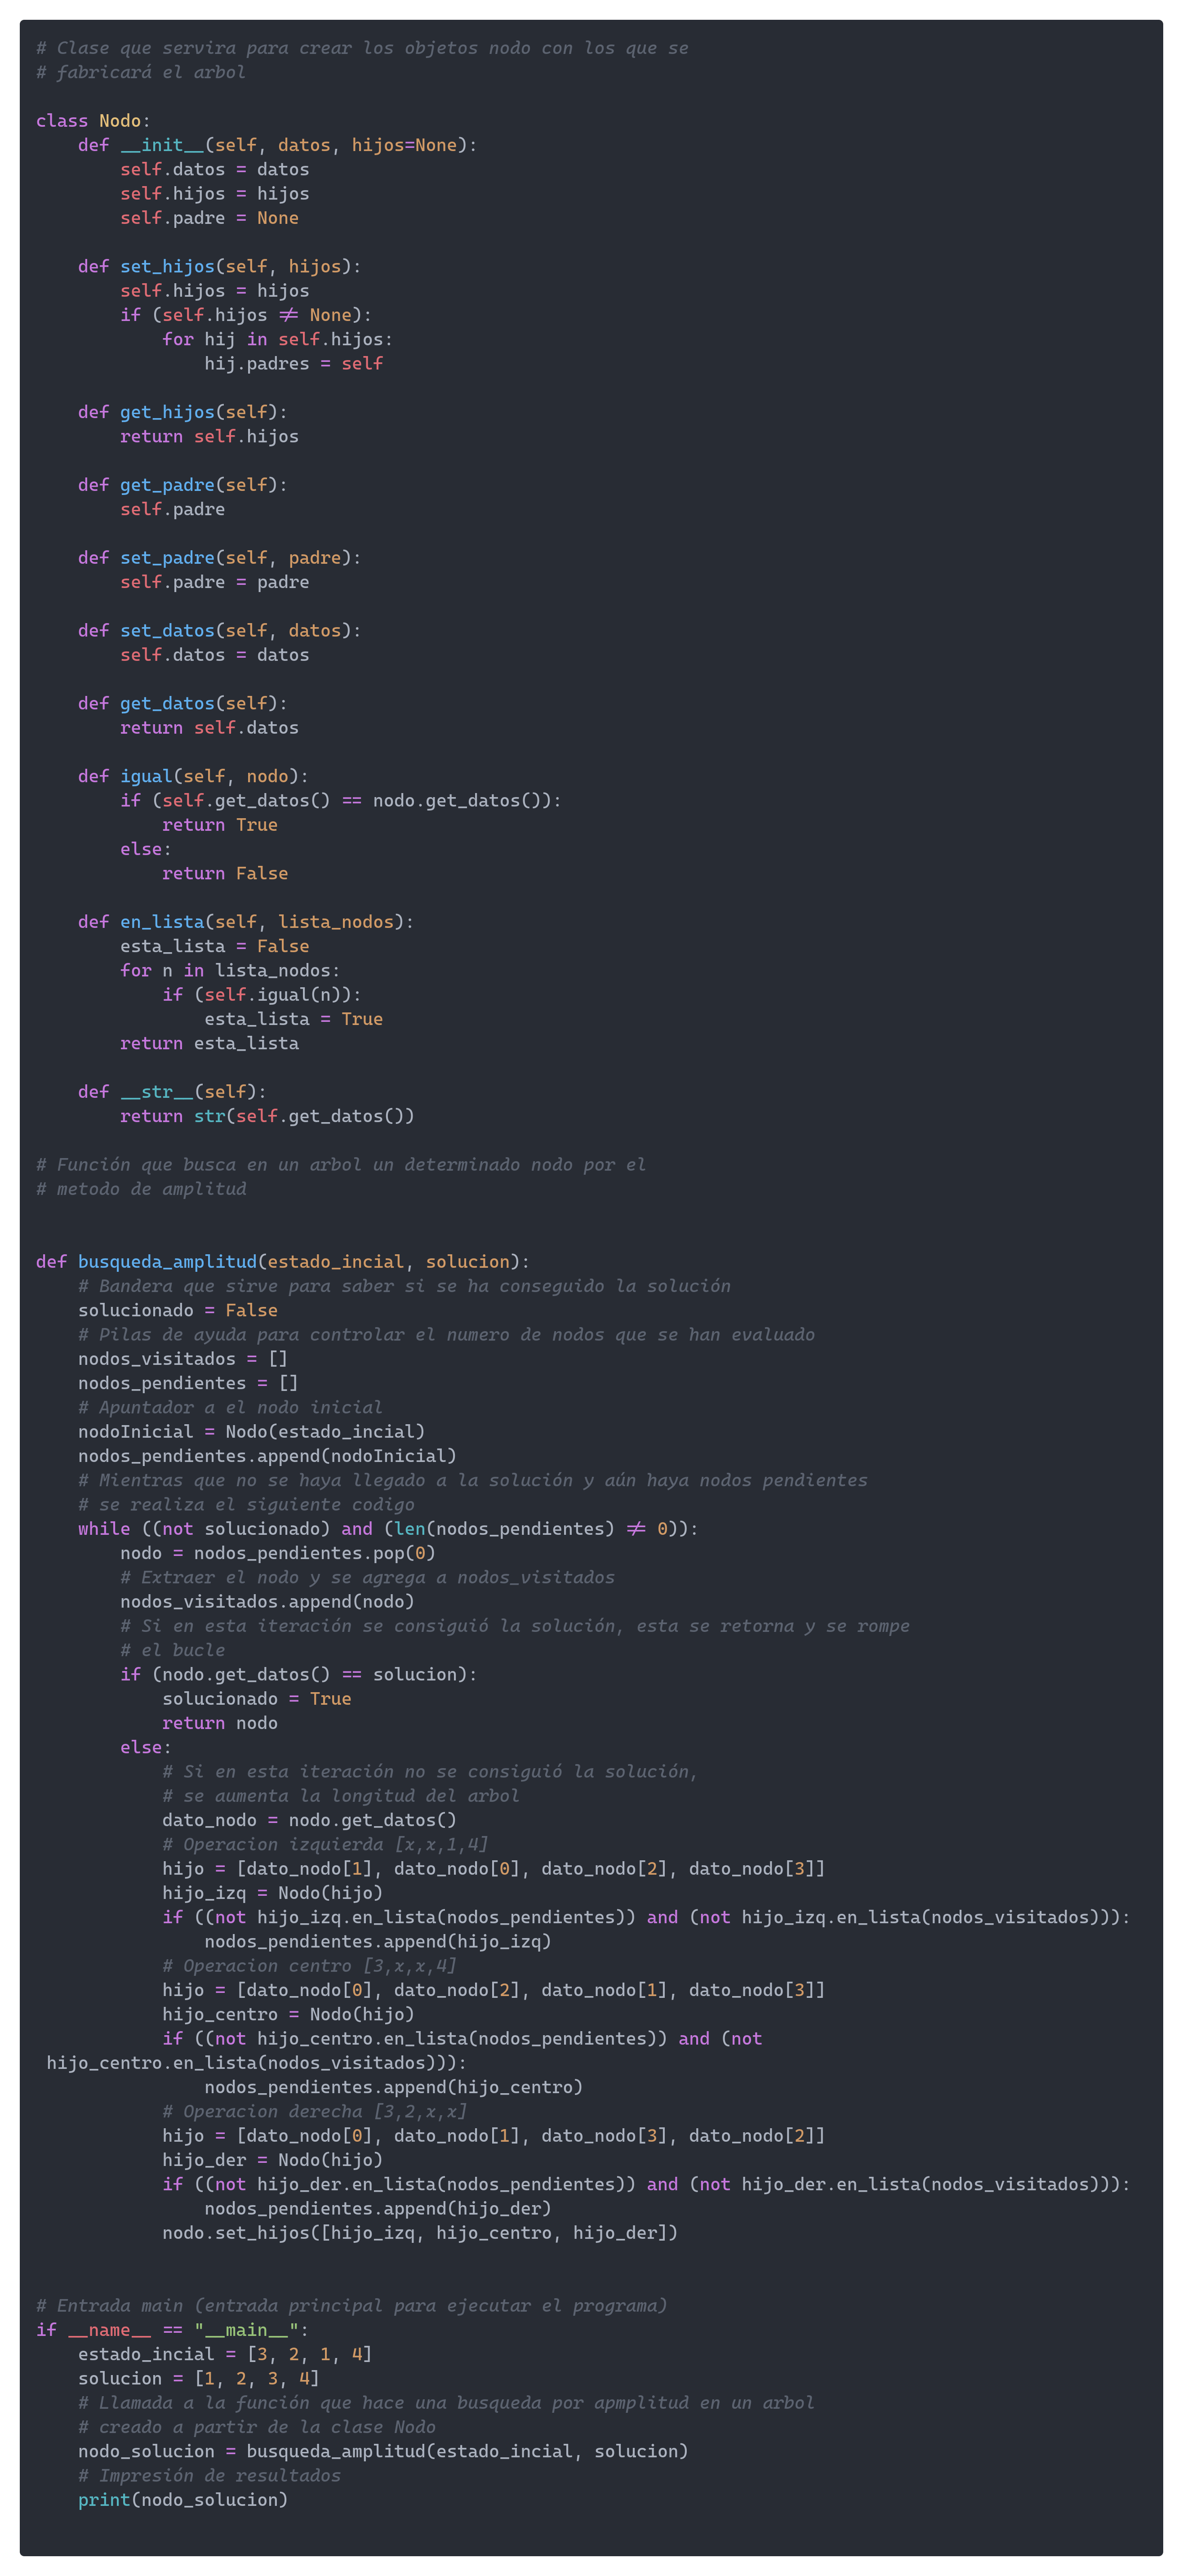 # Clase que servira para crear los objetos nodo con los que se
# fabricará el arbol

class Nodo:
    def __init__(self, datos, hijos=None):
        self.datos = datos
        self.hijos = hijos
        self.padre = None

    def set_hijos(self, hijos):
        self.hijos = hijos
        if (self.hijos != None):
            for hij in self.hijos:
                hij.padres = self

    def get_hijos(self):
        return self.hijos

    def get_padre(self):
        self.padre

    def set_padre(self, padre):
        self.padre = padre

    def set_datos(self, datos):
        self.datos = datos

    def get_datos(self):
        return self.datos

    def igual(self, nodo):
        if (self.get_datos() == nodo.get_datos()):
            return True
        else:
            return False

    def en_lista(self, lista_nodos):
        esta_lista = False
        for n in lista_nodos:
            if (self.igual(n)):
                esta_lista = True
        return esta_lista

    def __str__(self):
        return str(self.get_datos())

# Función que busca en un arbol un determinado nodo por el
# metodo de amplitud


def busqueda_amplitud(estado_incial, solucion):
    # Bandera que sirve para saber si se ha conseguido la solución
    solucionado = False
    # Pilas de ayuda para controlar el numero de nodos que se han evaluado
    nodos_visitados = []
    nodos_pendientes = []
    # Apuntador a el nodo inicial
    nodoInicial = Nodo(estado_incial)
    nodos_pendientes.append(nodoInicial)
    # Mientras que no se haya llegado a la solución y aún haya nodos pendientes
    # se realiza el siguiente codigo
    while ((not solucionado) and (len(nodos_pendientes) != 0)):
        nodo = nodos_pendientes.pop(0)
        # Extraer el nodo y se agrega a nodos_visitados
        nodos_visitados.append(nodo)
        # Si en esta iteración se consiguió la solución, esta se retorna y se rompe
        # el bucle
        if (nodo.get_datos() == solucion):
            solucionado = True
            return nodo
        else:
            # Si en esta iteración no se consiguió la solución,
            # se aumenta la longitud del arbol
            dato_nodo = nodo.get_datos()
            # Operacion izquierda [x,x,1,4]
            hijo = [dato_nodo[1], dato_nodo[0], dato_nodo[2], dato_nodo[3]]
            hijo_izq = Nodo(hijo)
            if ((not hijo_izq.en_lista(nodos_pendientes)) and (not hijo_izq.en_lista(nodos_visitados))):
                nodos_pendientes.append(hijo_izq)
            # Operacion centro [3,x,x,4]
            hijo = [dato_nodo[0], dato_nodo[2], dato_nodo[1], dato_nodo[3]]
            hijo_centro = Nodo(hijo)
            if ((not hijo_centro.en_lista(nodos_pendientes)) and (not
 hijo_centro.en_lista(nodos_visitados))):
                nodos_pendientes.append(hijo_centro)
            # Operacion derecha [3,2,x,x]
            hijo = [dato_nodo[0], dato_nodo[1], dato_nodo[3], dato_nodo[2]]
            hijo_der = Nodo(hijo)
            if ((not hijo_der.en_lista(nodos_pendientes)) and (not hijo_der.en_lista(nodos_visitados))):
                nodos_pendientes.append(hijo_der)
            nodo.set_hijos([hijo_izq, hijo_centro, hijo_der])


# Entrada main (entrada principal para ejecutar el programa)
if __name__ == "__main__":
    estado_incial = [3, 2, 1, 4]
    solucion = [1, 2, 3, 4]
    # Llamada a la función que hace una busqueda por apmplitud en un arbol
    # creado a partir de la clase Nodo
    nodo_solucion = busqueda_amplitud(estado_incial, solucion)
    # Impresión de resultados
    print(nodo_solucion)